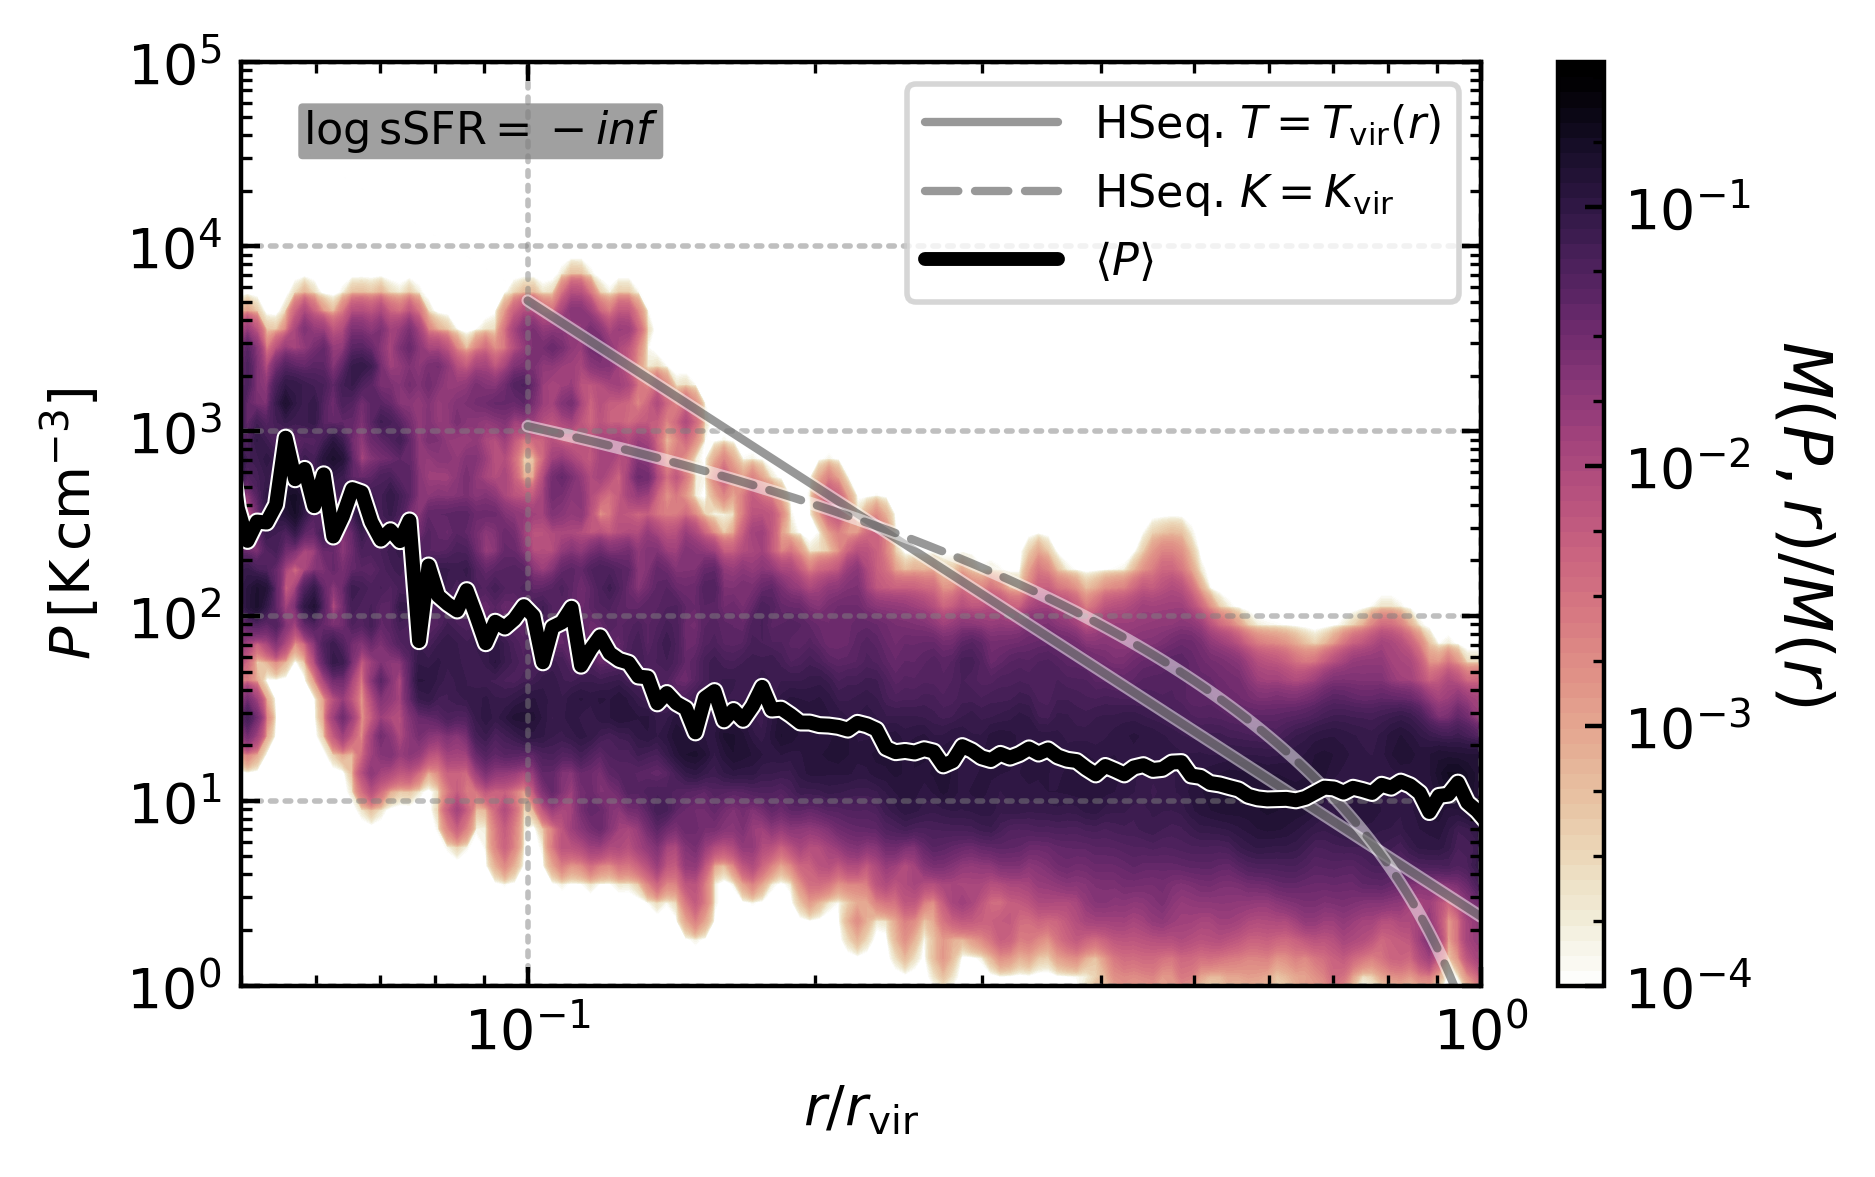 log sSFR = −inf
HSeq. T = T_vir(r)
HSeq. K = K_vir
⟨P⟩
10^5
10^4
10^3
10^2
10^1
10^0
P [K cm^−3]
10^−1
10^0
r/r_vir
10^−1
10^−2
10^−3
10^−4
M(P, r)/M(r)